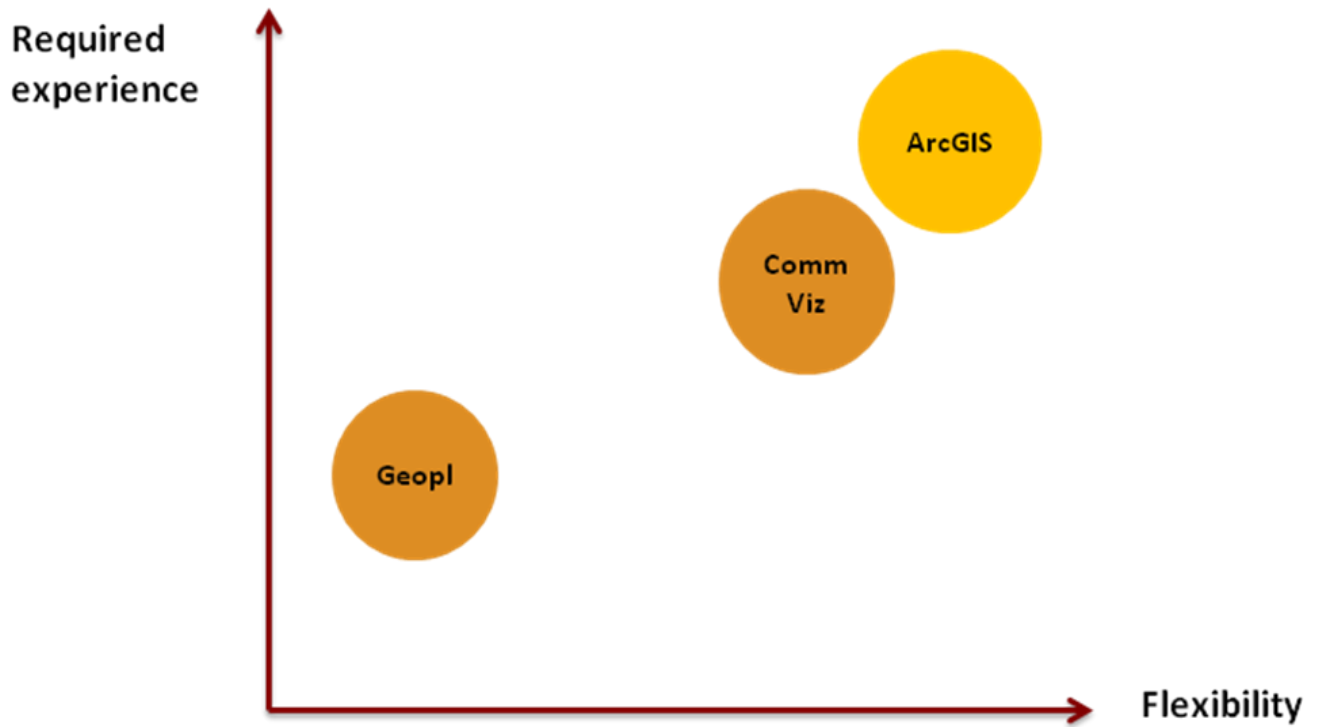 Required
experience
ArcGIS
Comm
Viz
Geopl
Flexibility